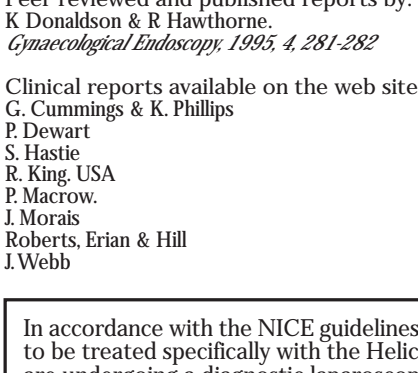 Peer reviewed and published reports by:
K Donaldson & R Hawthorne.
Gynaecological Endoscopy, 1995, 4, 281-282
Clinical reports available on the web site
G. Cummings & K. Phillips
P. Dewart
S. Hastie
R. King. USA
P. Macrow.
J. Morais
Roberts, Erian & Hill
J.Webb
In accordance with the NICE guidelines
to be treated specifically with the Helic
are undergoing a diagnostic laparoscop